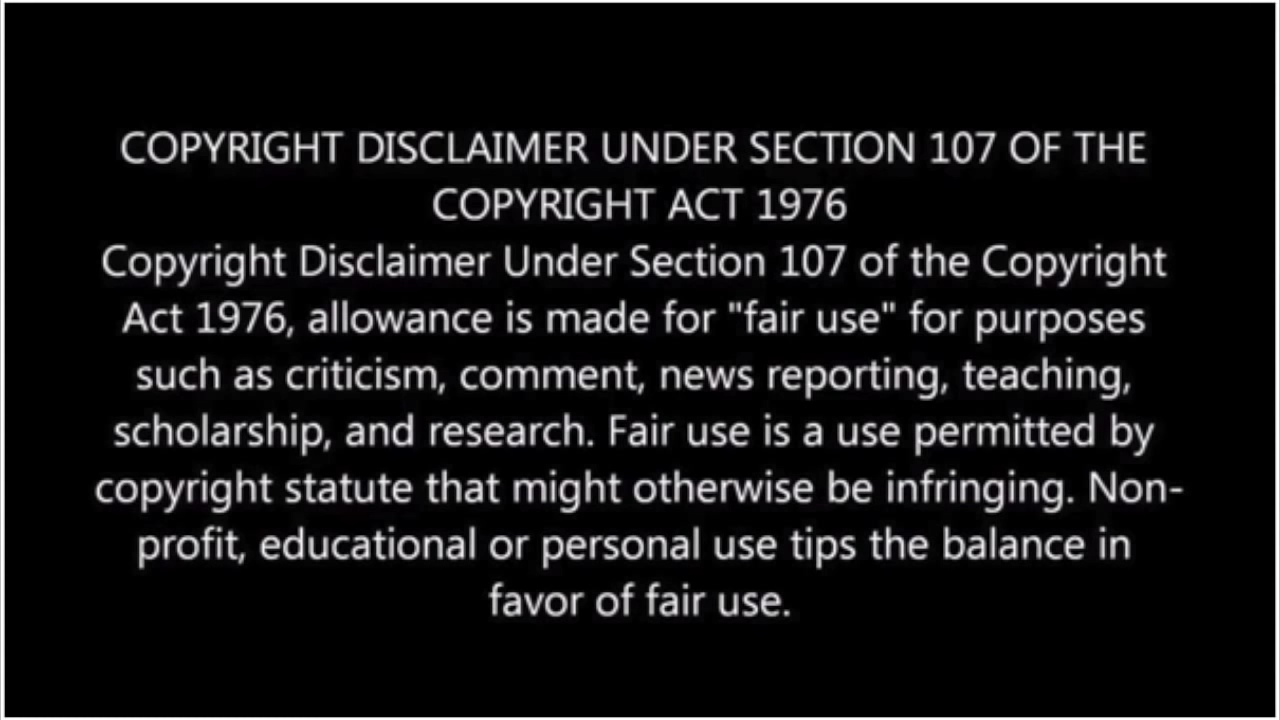 COPYRIGHT DISCLAIMER UNDER SECTION 107 OF THE
COPYRIGHT ACT 1976
Copyright Disclaimer Under Section 107 of the Copyright
Act 1976, allowance is made for "fair use" for purposes
such as criticism, comment, news reporting, teaching,
scholarship, and research. Fair use is a use permitted by
copyright statute that might otherwise be infringing. Non-
profit, educational or personal use tips the balance in
favor of fair use.